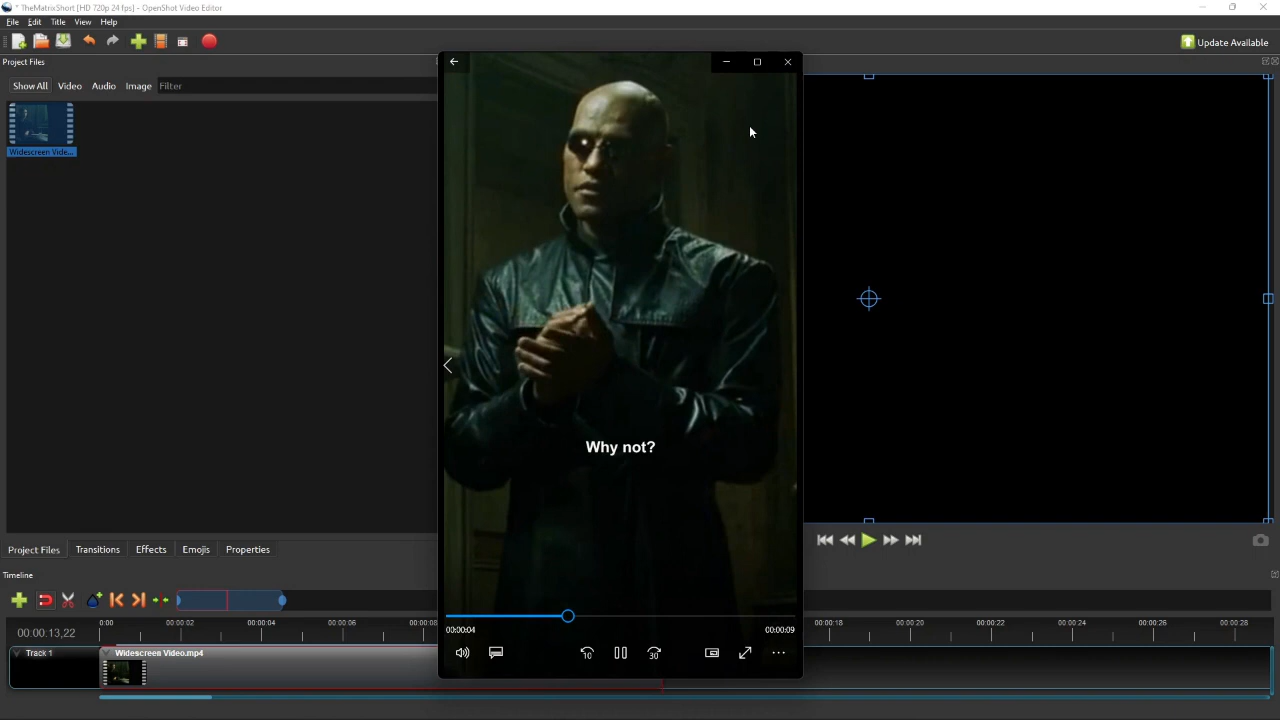 * TheMatrixShort [HD 720p 24 fps] - OpenShot Video Editor
File Edit Title View Help
Update Available
Project Files
Show All Video Audio Image Filter
Widescreen Vide...
Why not?
00:00:04 00:00:09
10 30
Project Files Transitions Effects Emojis Properties
Timeline
00:00:13,22
0:00 00:00:02 00:00:04 00:00:06 00:00:08 00:00:18 00:00:20 00:00:22 00:00:24 00:00:26 00:00:28
Track 1 Widescreen Video.mp4